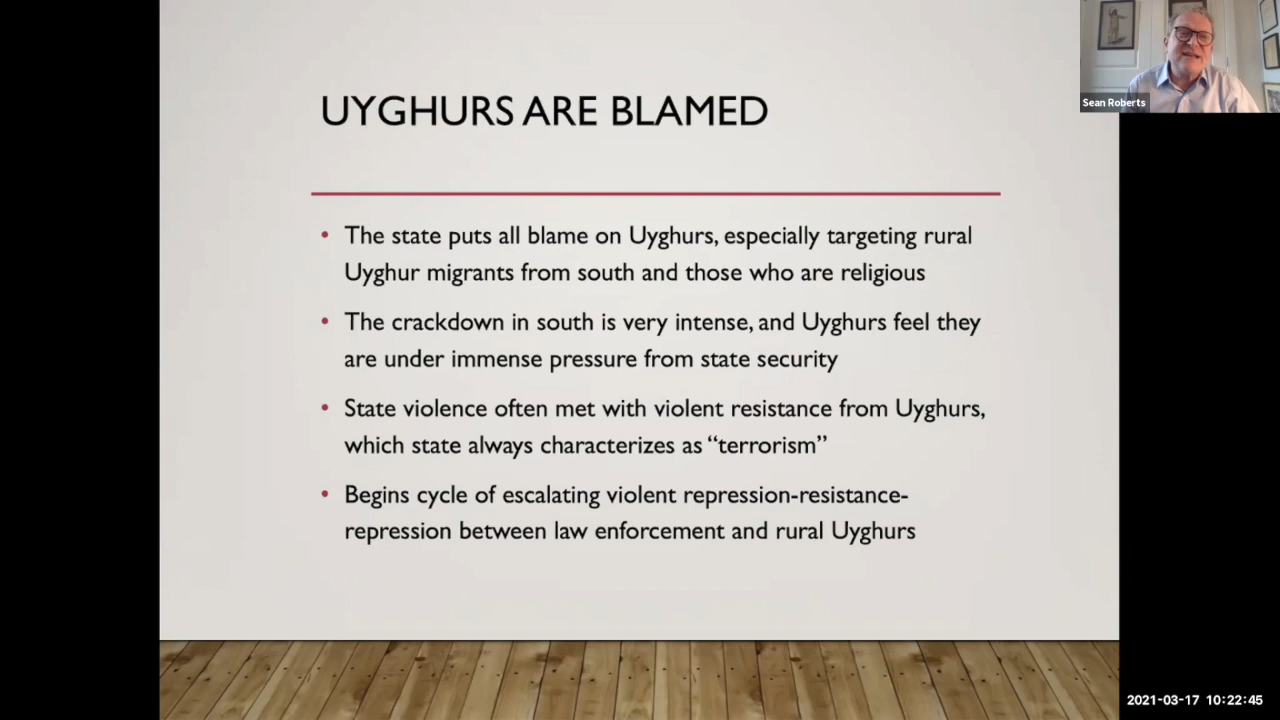 UYGHURS ARE BLAMED
• The state puts all blame on Uyghurs, especially targeting rural
Uyghur migrants from south and those who are religious
• The crackdown in south is very intense, and Uyghurs feel they
are under immense pressure from state security
• State violence often met with violent resistance from Uyghurs,
which state always characterizes as “terrorism”
• Begins cycle of escalating violent repression-resistance-
repression between law enforcement and rural Uyghurs
Sean Roberts
2021-03-17 10:22:45